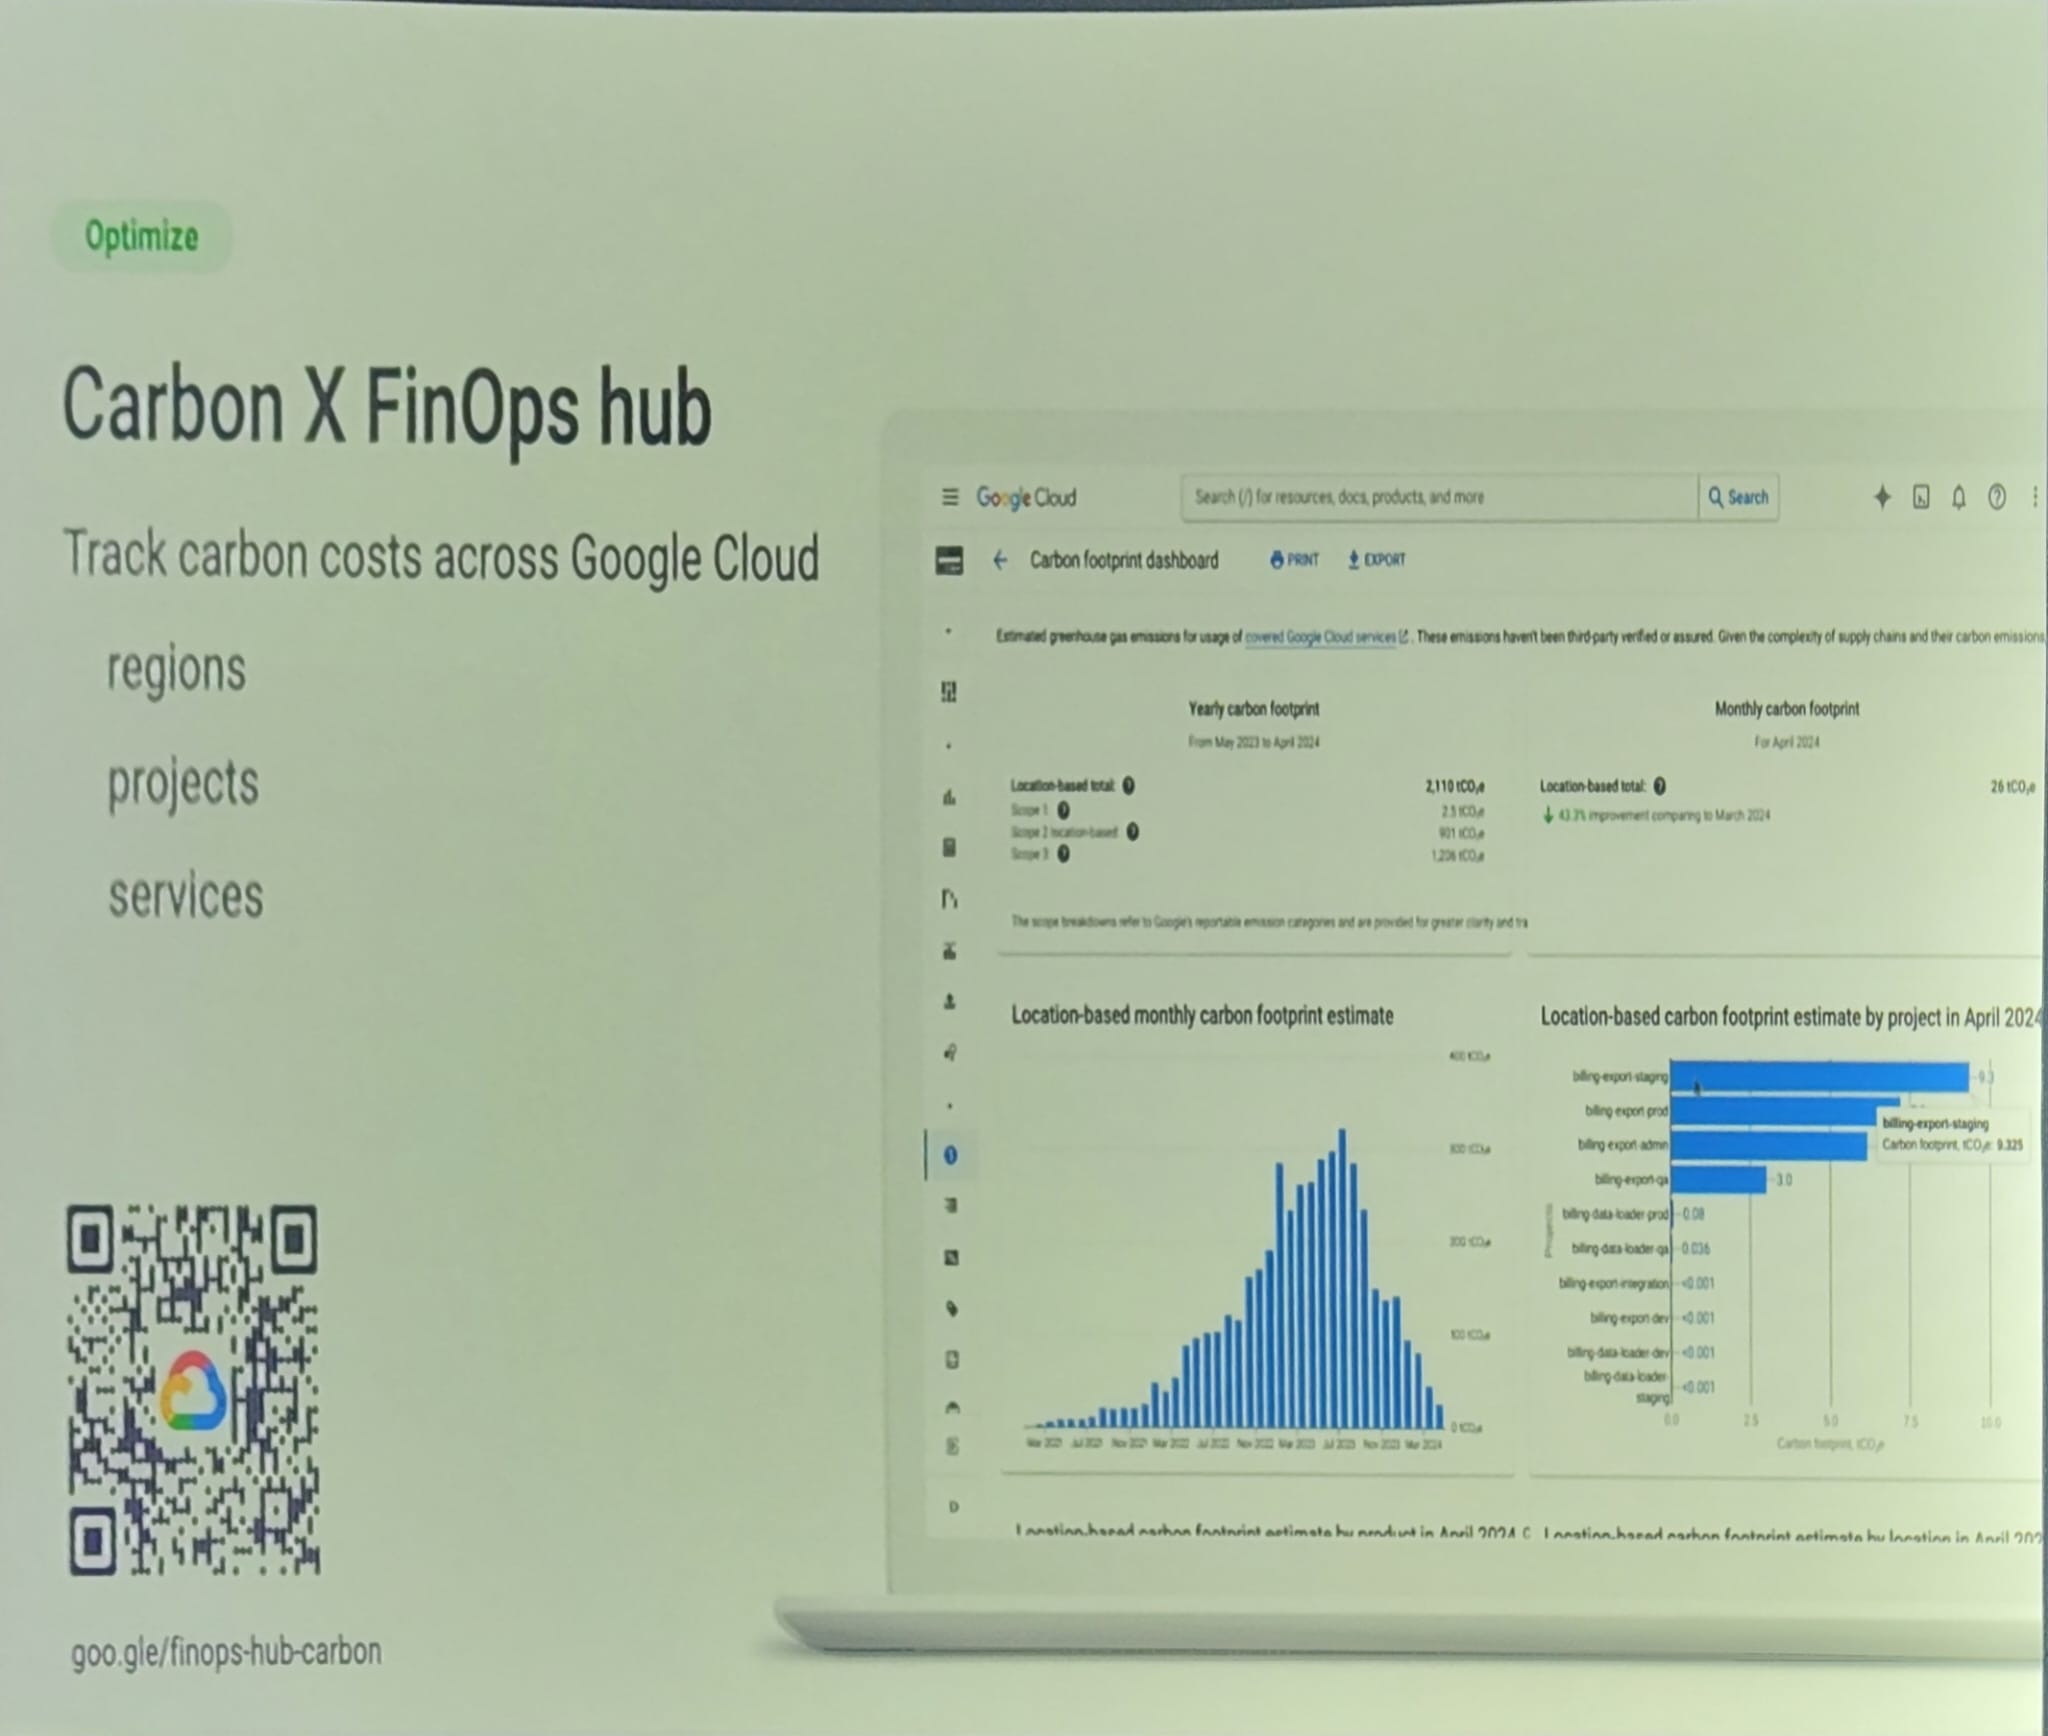 Optimize
Carbon X FinOps hub
Track carbon costs across Google Cloud
regions
projects
services
goo.gle/finops-hub-carbon
Google Cloud
Search (/) for resources, docs, products, and more
Search
Carbon footprint dashboard
PRINT
EXPORT
Estimated greenhouse gas emissions for usage of covered Google Cloud services. These emissions haven't been third-party verified or assured. Given the complexity of supply chains and their carbon emissions
Yearly carbon footprint
From May 2023 to April 2024
Location-based total: 2,110 tCO₂e
Scope 1 2.5 tCO₂e
Scope 2 location-based 901 tCO₂e
Scope 3 1,206 tCO₂e
The scope breakdowns refer to Google's reportable emission categories and are provided for greater clarity and tra
Monthly carbon footprint
For April 2024
Location-based total: 26 tCO₂e
43.3% improvement comparing to March 2024
Location-based monthly carbon footprint estimate
400 tCO₂e
300 tCO₂e
200 tCO₂e
100 tCO₂e
0 tCO₂e
Mar 2021 Jul 2021 Nov 2021 Mar 2022 Jul 2022 Nov 2022 Mar 2023 Jul 2023 Nov 2023 Mar 2024
Location-based carbon footprint estimate by project in April 2024
Projects
billing-export-staging 9.3
billing-export-prod
billing-export-admin
billing-export-qa 3.0
billing-data-loader-prod 0.08
billing-data-loader-qa 0.036
billing-export-integration <0.001
billing-export-dev <0.001
billing-data-loader-dev <0.001
billing-data-loader-
staging <0.001
billing-export-staging
Carbon footprint, tCO₂e: 9.325
0.0 2.5 5.0 7.5 10.0
Carbon footprint, tCO₂e
Location-based carbon footprint estimate by product in April 2024
Location-based carbon footprint estimate by location in April 202